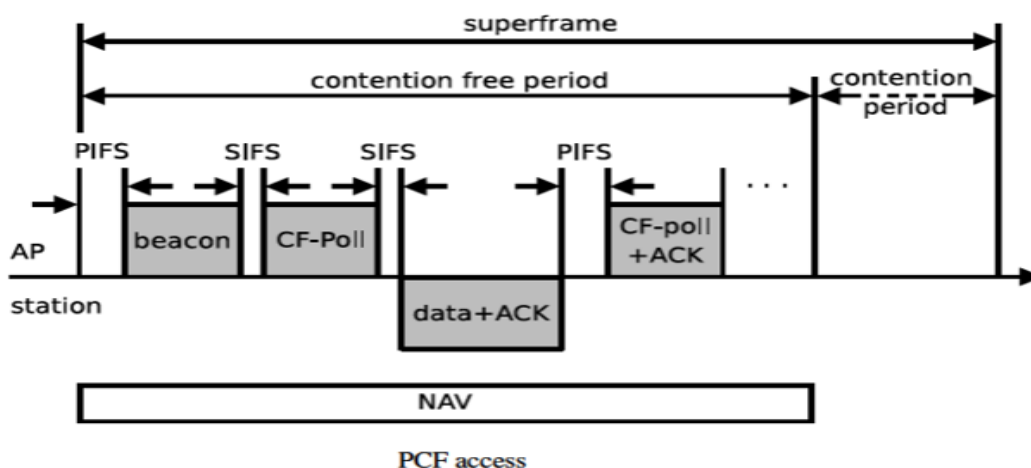 superframe
contention free period
contention
period
PIFS
SIFS
SIFS
PIFS
. . .
beacon
CF-Poll
CF-poll
+ACK
AP
station
data+ACK
NAV
PCF access